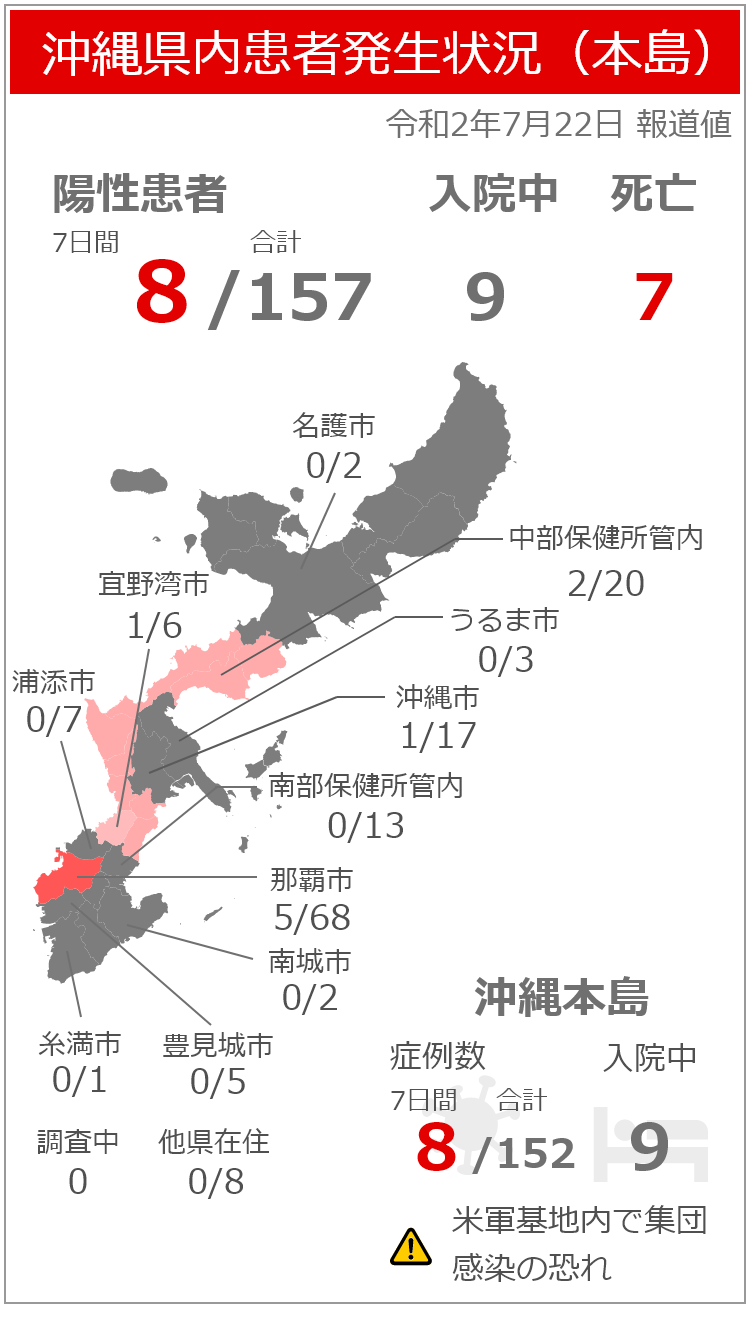 沖縄県内患者発生状況（本島）
令和2年7月22日 報道値
陽性患者 入院中 死亡
7日間 合計
8 /157 9 7
名護市
0/2
中部保健所管内
2/20
宜野湾市
1/6
うるま市
0/3
浦添市
0/7
沖縄市
1/17
南部保健所管内
0/13
那覇市
5/68
南城市
0/2
糸満市
0/1
豊見城市
0/5
調査中
0
他県在住
0/8
沖縄本島
症例数 入院中
7日間 合計
8 /152 9
米軍基地内で集団
感染の恐れ